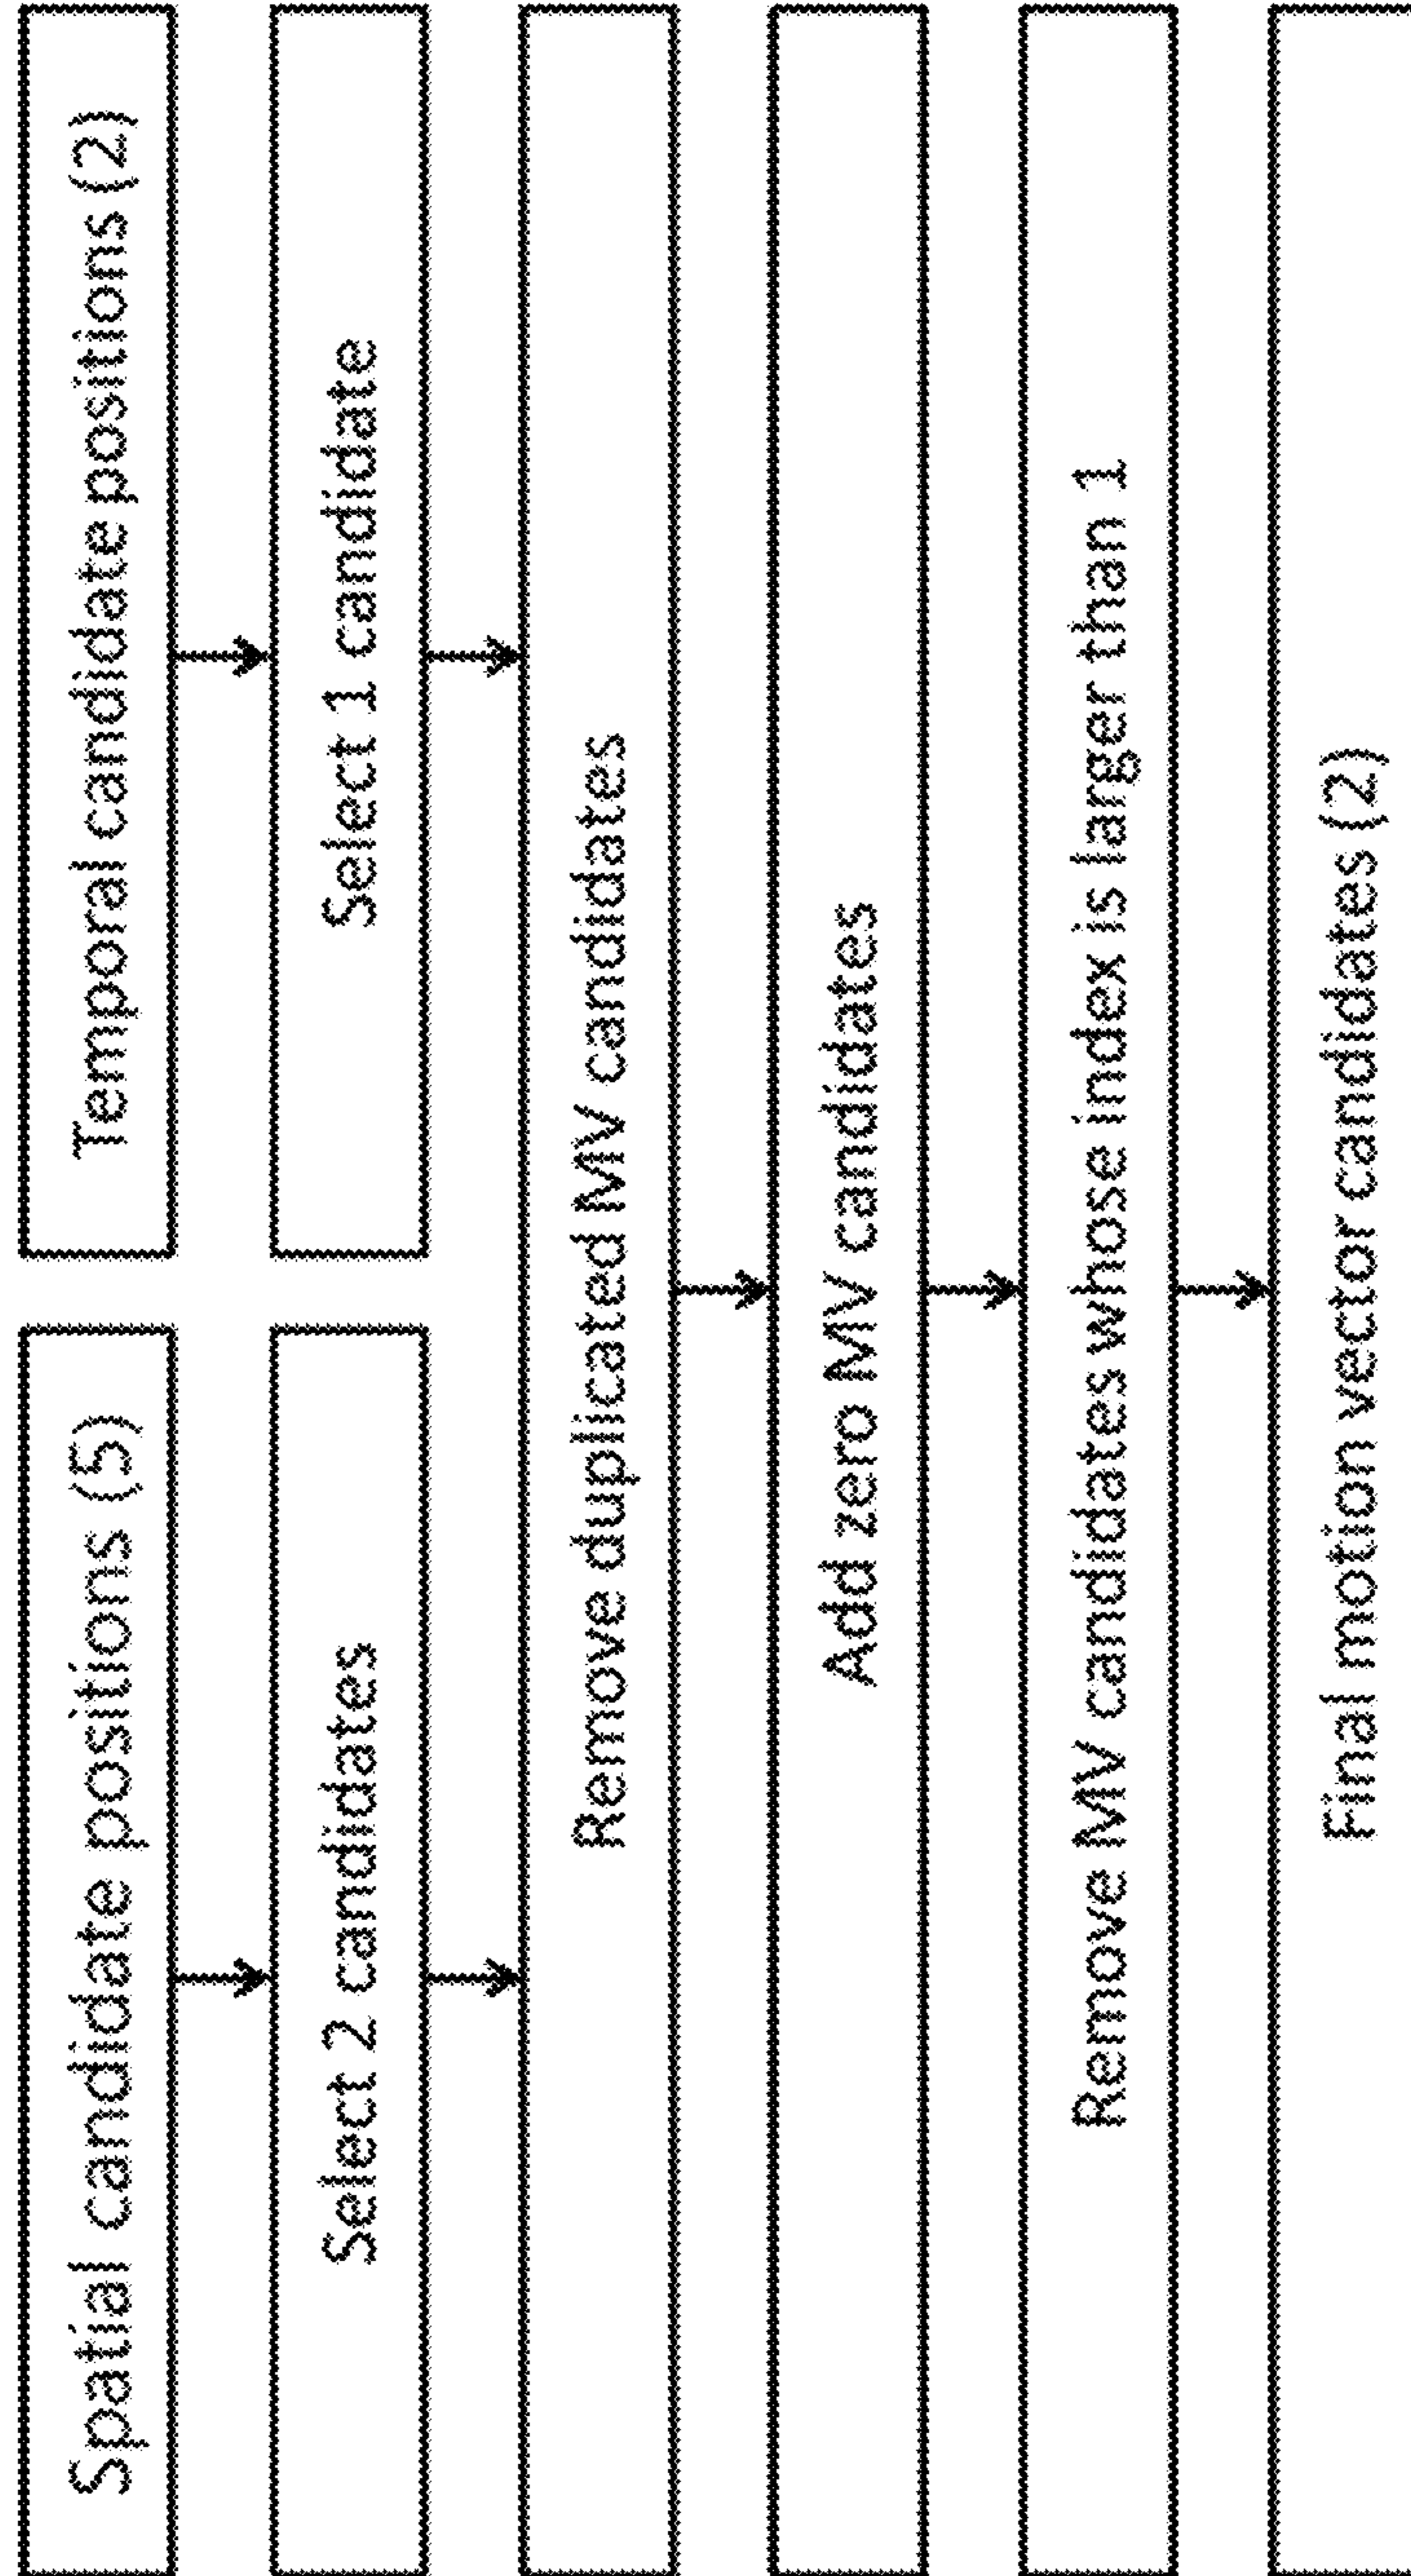 Spatial candidate positions (5)
Temporal candidate positions (2)
Select 2 candidates
Select 1 candidate
Remove duplicated MV candidates
Add zero MV candidates
Remove MV candidates whose index is larger than 1
Final motion vector candidates (2)